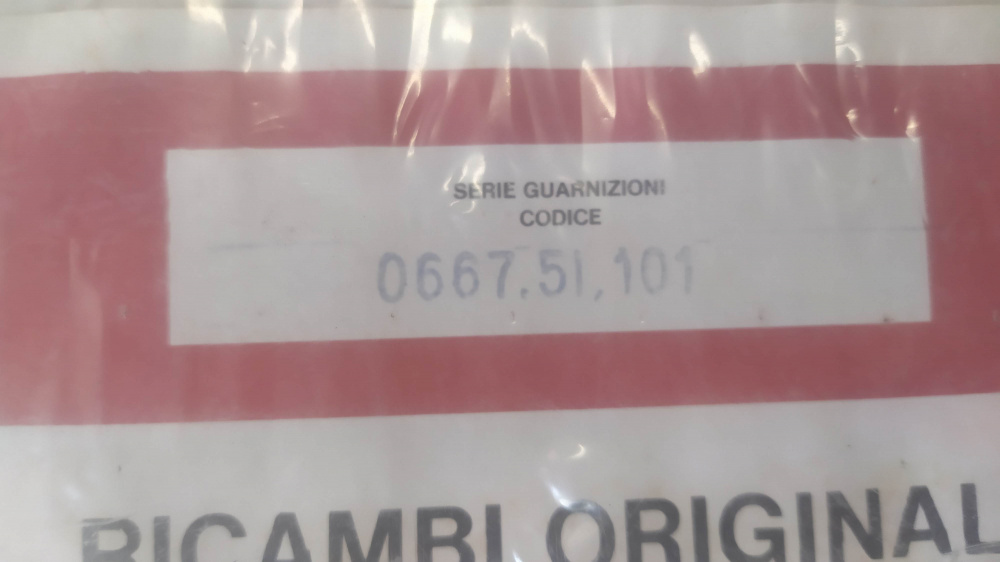 SERIE GUARNIZIONI
CODICE
0667.51.101
RICAMBI ORIGINAL